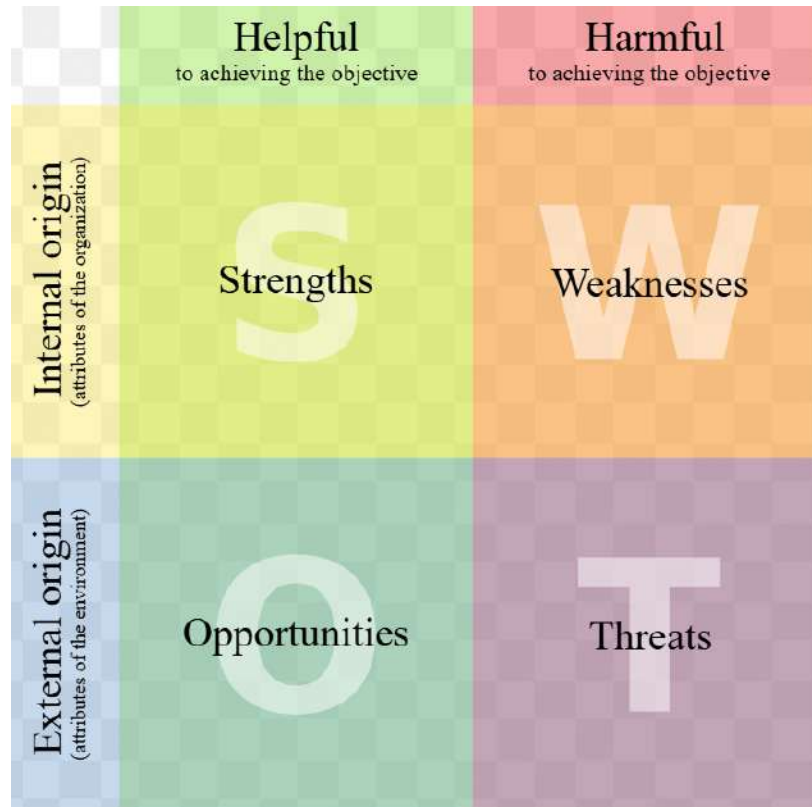 Helpful
to achieving the objective
Harmful
to achieving the objective
Internal origin
(attributes of the organization)
S
Strengths
W
Weaknesses
External origin
(attributes of the environment)
O
Opportunities
T
Threats